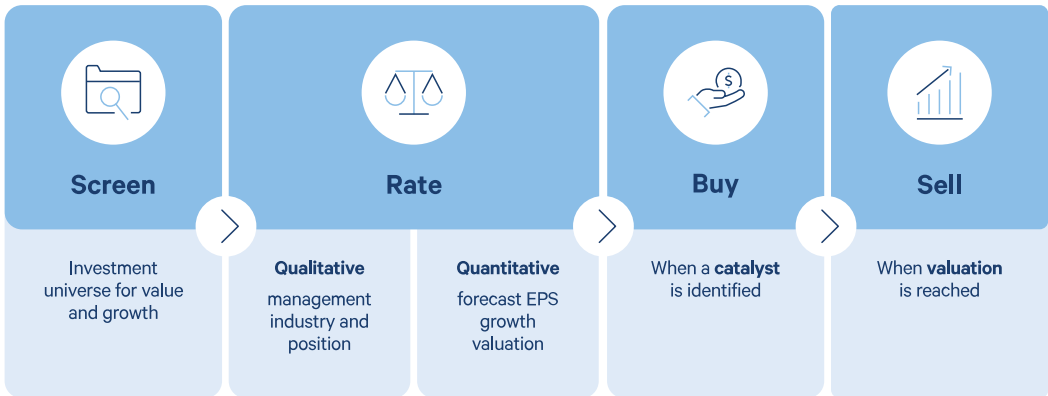 $
Screen
Rate
Buy
Sell
Investment
universe for value
and growth
Qualitative
management
industry and
position
Quantitative
forecast EPS
growth
valuation
When a catalyst
is identified
When valuation
is reached